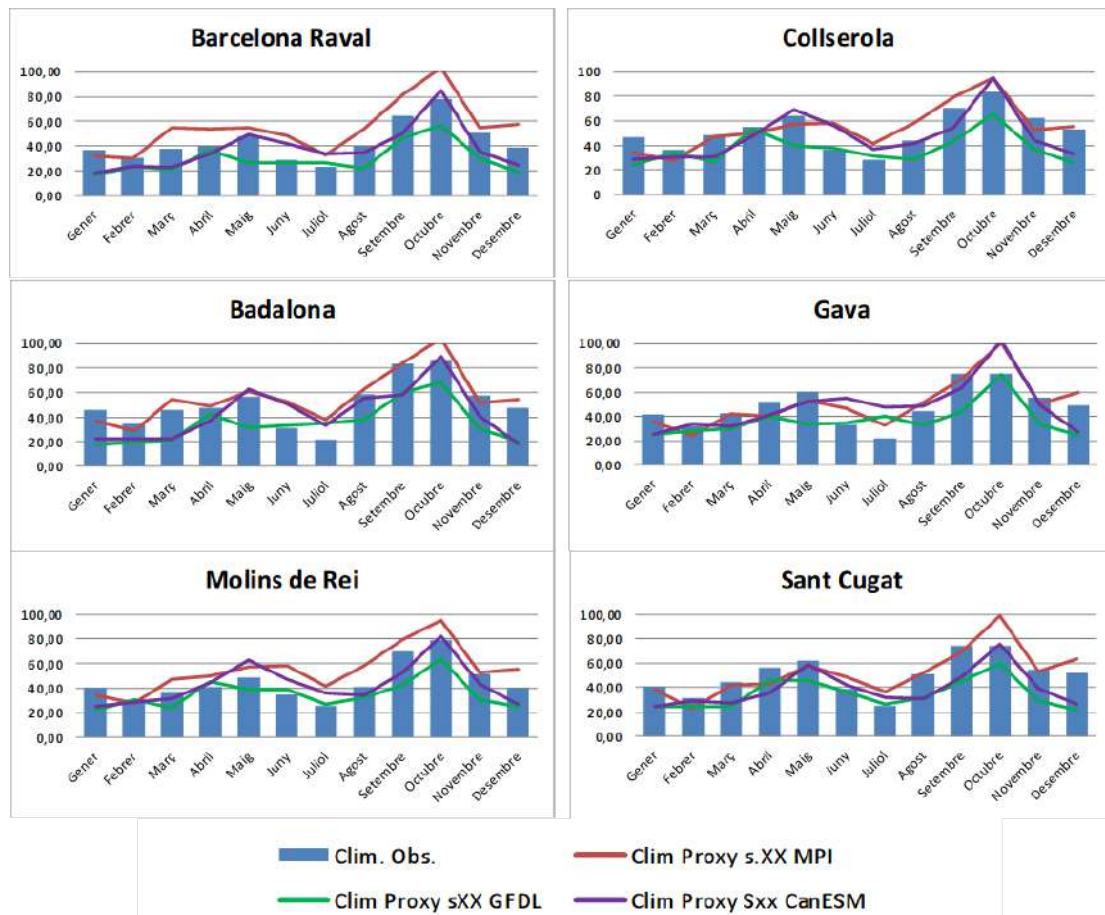 Barcelona Raval
100,00
80,00
60,00
40,00
20,00
0,00
Gener
Febrer
Març
Abril
Maig
Juny
Juliol
Agost
Setembre
Octubre
Novembre
Desembre
Collserola
100
80
60
40
20
0
Gener
Febrer
Març
Abril
Maig
Juny
Juliol
Agost
Setembre
Octubre
Novembre
Desembre
Badalona
100,00
80,00
60,00
40,00
20,00
0,00
Gener
Febrer
Març
Abril
Maig
Juny
Juliol
Agost
Setembre
Octubre
Novembre
Desembre
Gava
100,00
80,00
60,00
40,00
20,00
0,00
Gener
Febrer
Març
Abril
Maig
Juny
Juliol
Agost
Setembre
Octubre
Novembre
Desembre
Molins de Rei
100,00
80,00
60,00
40,00
20,00
0,00
Gener
Febrer
Març
Abril
Maig
Juny
Juliol
Agost
Setembre
Octubre
Novembre
Desembre
Sant Cugat
100,00
80,00
60,00
40,00
20,00
0,00
Gener
Febrer
Març
Abril
Maig
Juny
Juliol
Agost
Setembre
Octubre
Novembre
Desembre
Clim. Obs.
Clim Proxy s.XX MPI
Clim Proxy sXX GFDL
Clim Proxy Sxx CanESM